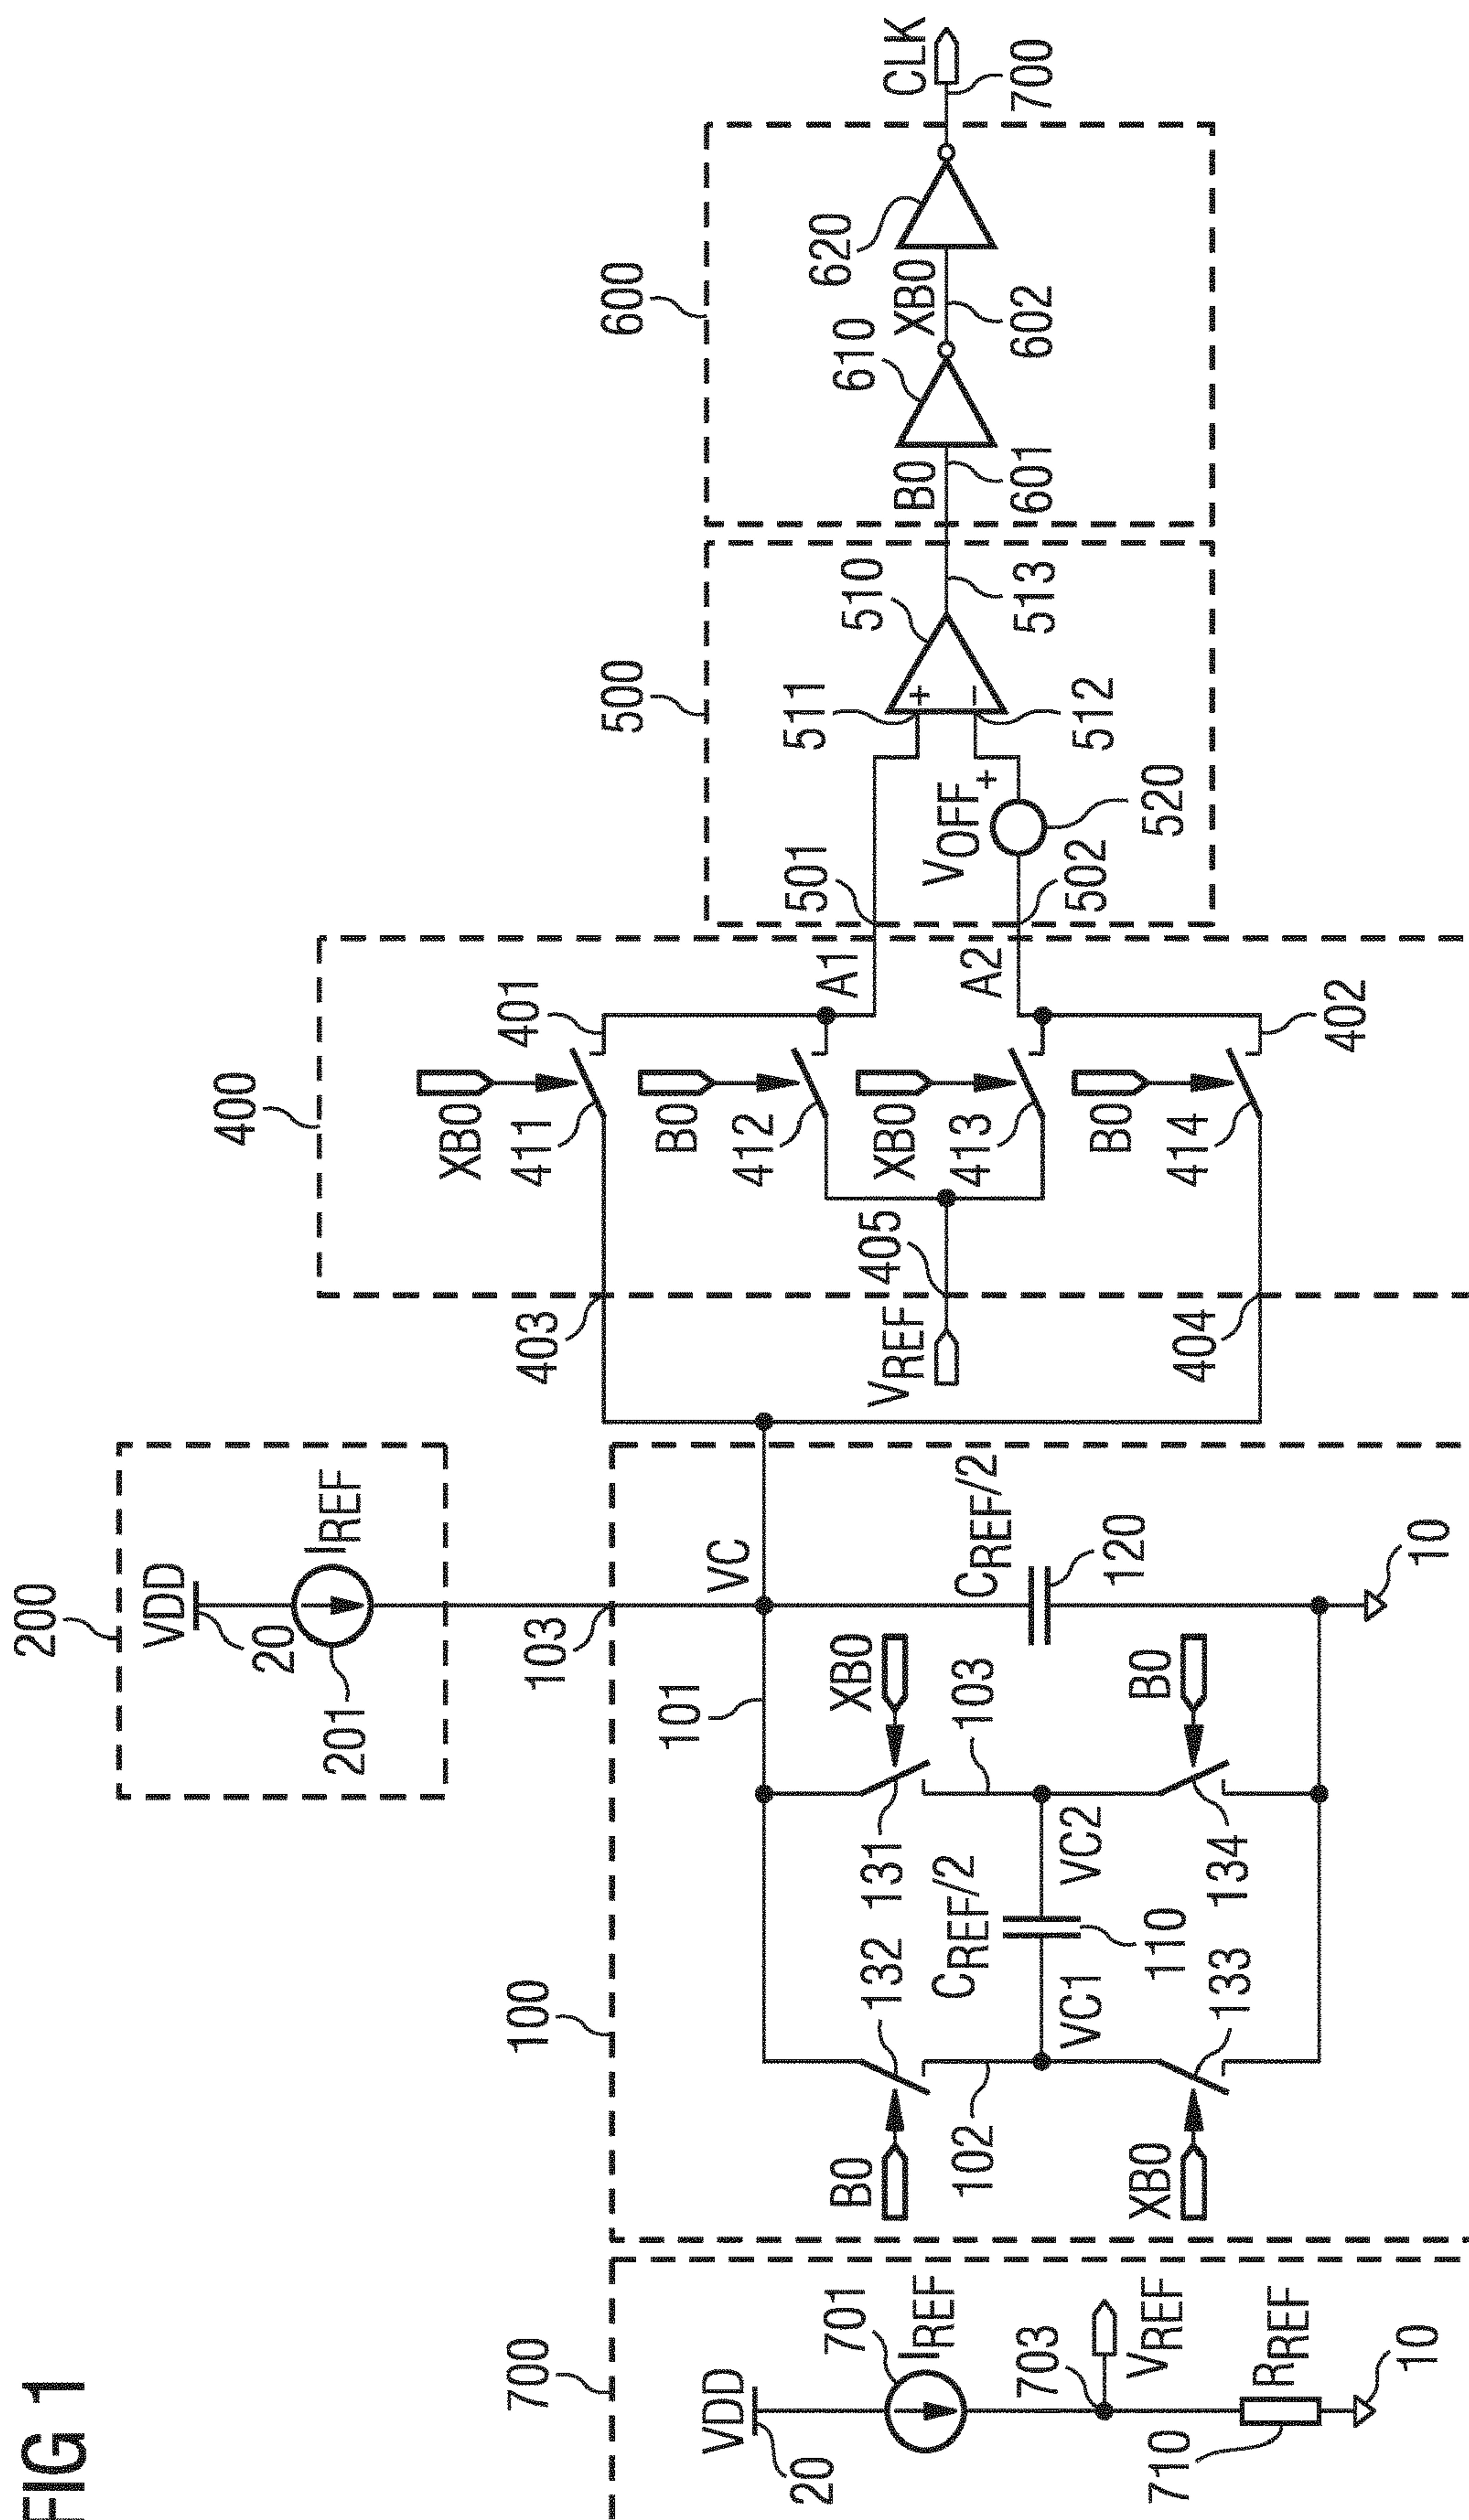 FIG 1
700
VDD
20
701
IREF
703
VREF
710
RREF
10
100
101
B0
132
102
XB0
133
VC1
CREF/2
110
VC2
XB0
131
103
B0
134
VC
CREF/2
120
10
200
VDD
20
IREF
201
103
400
403
404
VREF
405
XB0
411
401
B0
412
XB0
413
B0
414
402
A1
A2
500
501
502
VOFF
+
520
511
512
+
−
510
513
600
B0
601
610
XB0
602
620
CLK
700